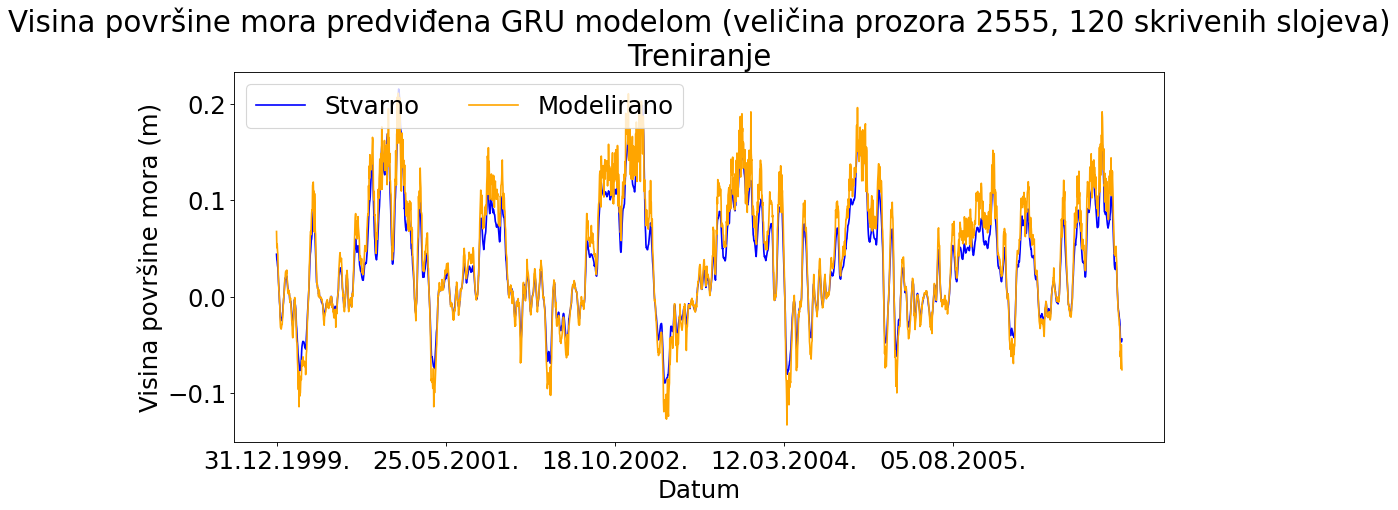 Visina površine mora predviđena GRU modelom (veličina prozora 2555, 120 skrivenih slojeva)
Treniranje
Stvarno
Modelirano
Visina površine mora (m)
0.2
0.1
0.0
−0.1
31.12.1999.
25.05.2001.
18.10.2002.
12.03.2004.
05.08.2005.
Datum